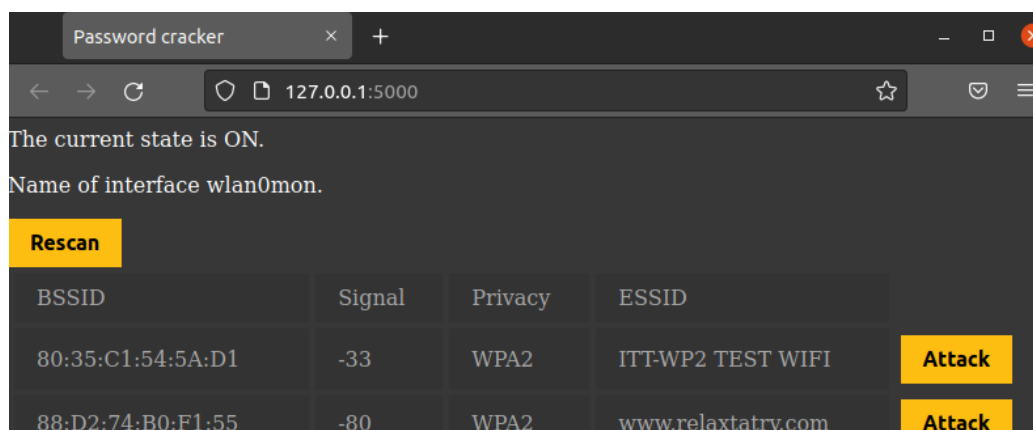 Password cracker
127.0.0.1:5000
The current state is ON.
Name of interface wlan0mon.
Rescan
BSSID Signal Privacy ESSID
80:35:C1:54:5A:D1 -33 WPA2 ITT-WP2 TEST WIFI Attack
88:D2:74:B0:F1:55 -80 WPA2 www.relaxtatry.com Attack